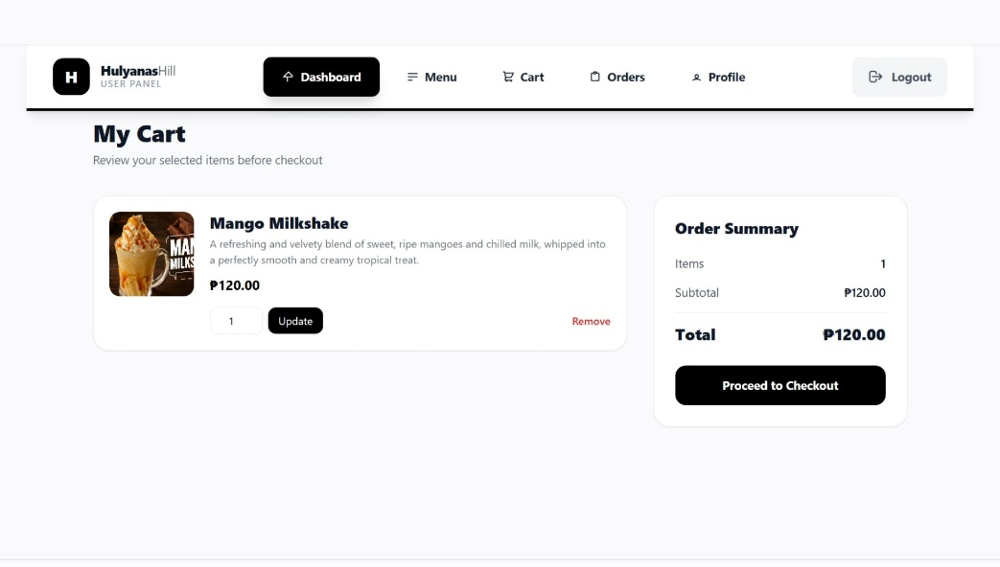 H
HulyanasHill
USER PANEL
Dashboard
Menu
Cart
Orders
Profile
Logout
My Cart
Review your selected items before checkout
Mango Milkshake
A refreshing and velvety blend of sweet, ripe mangoes and chilled milk, whipped into
a perfectly smooth and creamy tropical treat.
₱120.00
1
Update
Remove
Order Summary
Items 1
Subtotal ₱120.00
Total ₱120.00
Proceed to Checkout